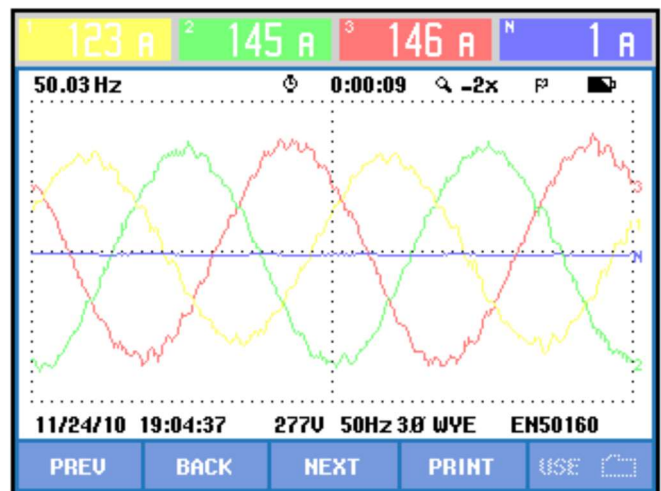 1 123 A 2 145 A 3 146 A N 1 A
50.03 Hz 0:00:09 -2x
3
1
N
2
11/24/10 19:04:37 277V 50Hz 3Ø WYE EN50160
PREV BACK NEXT PRINT USE